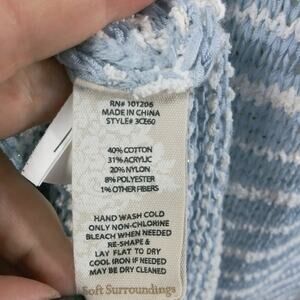 RN# 101206
MADE IN CHINA
STYLE# 3CE60
40% COTTON
31% ACRYLIC
20% NYLON
8% POLYESTER
1% OTHER FIBERS
HAND WASH COLD
ONLY NON-CHLORINE
BLEACH WHEN NEEDED
RE-SHAPE &
LAY FLAT TO DRY
COOL IRON IF NEEDED
MAY BE DRY CLEANED
Soft Surroundings